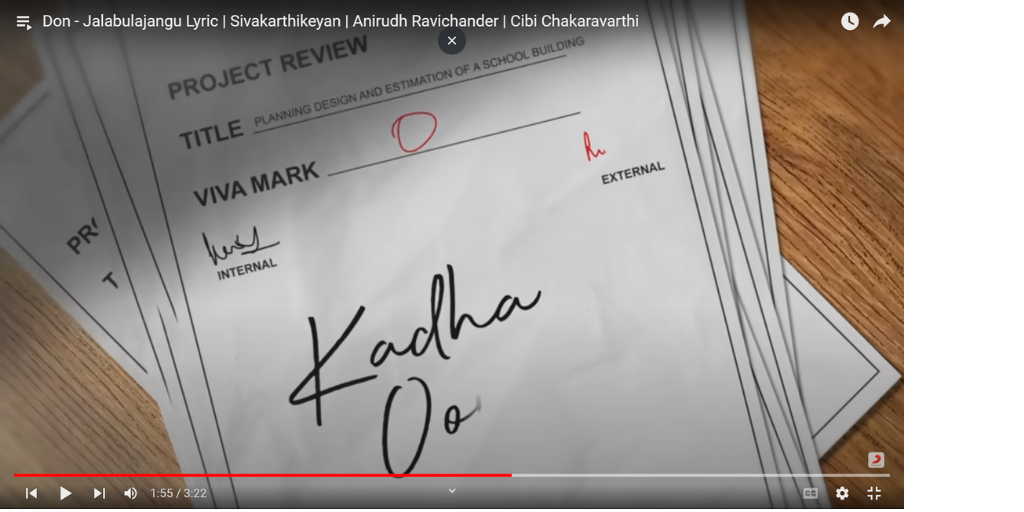 Don - Jalabulajangu Lyric | Sivakarthikeyan | Anirudh Ravichander | Cibi Chakaravarthi
PROJECT REVIEW
TITLE PLANNING DESIGN AND ESTIMATION OF A SCHOOL BUILDING
VIVA MARK 0
EXTERNAL
INTERNAL
PR
T
Kadha
Oo
1:55 / 3:22
CC